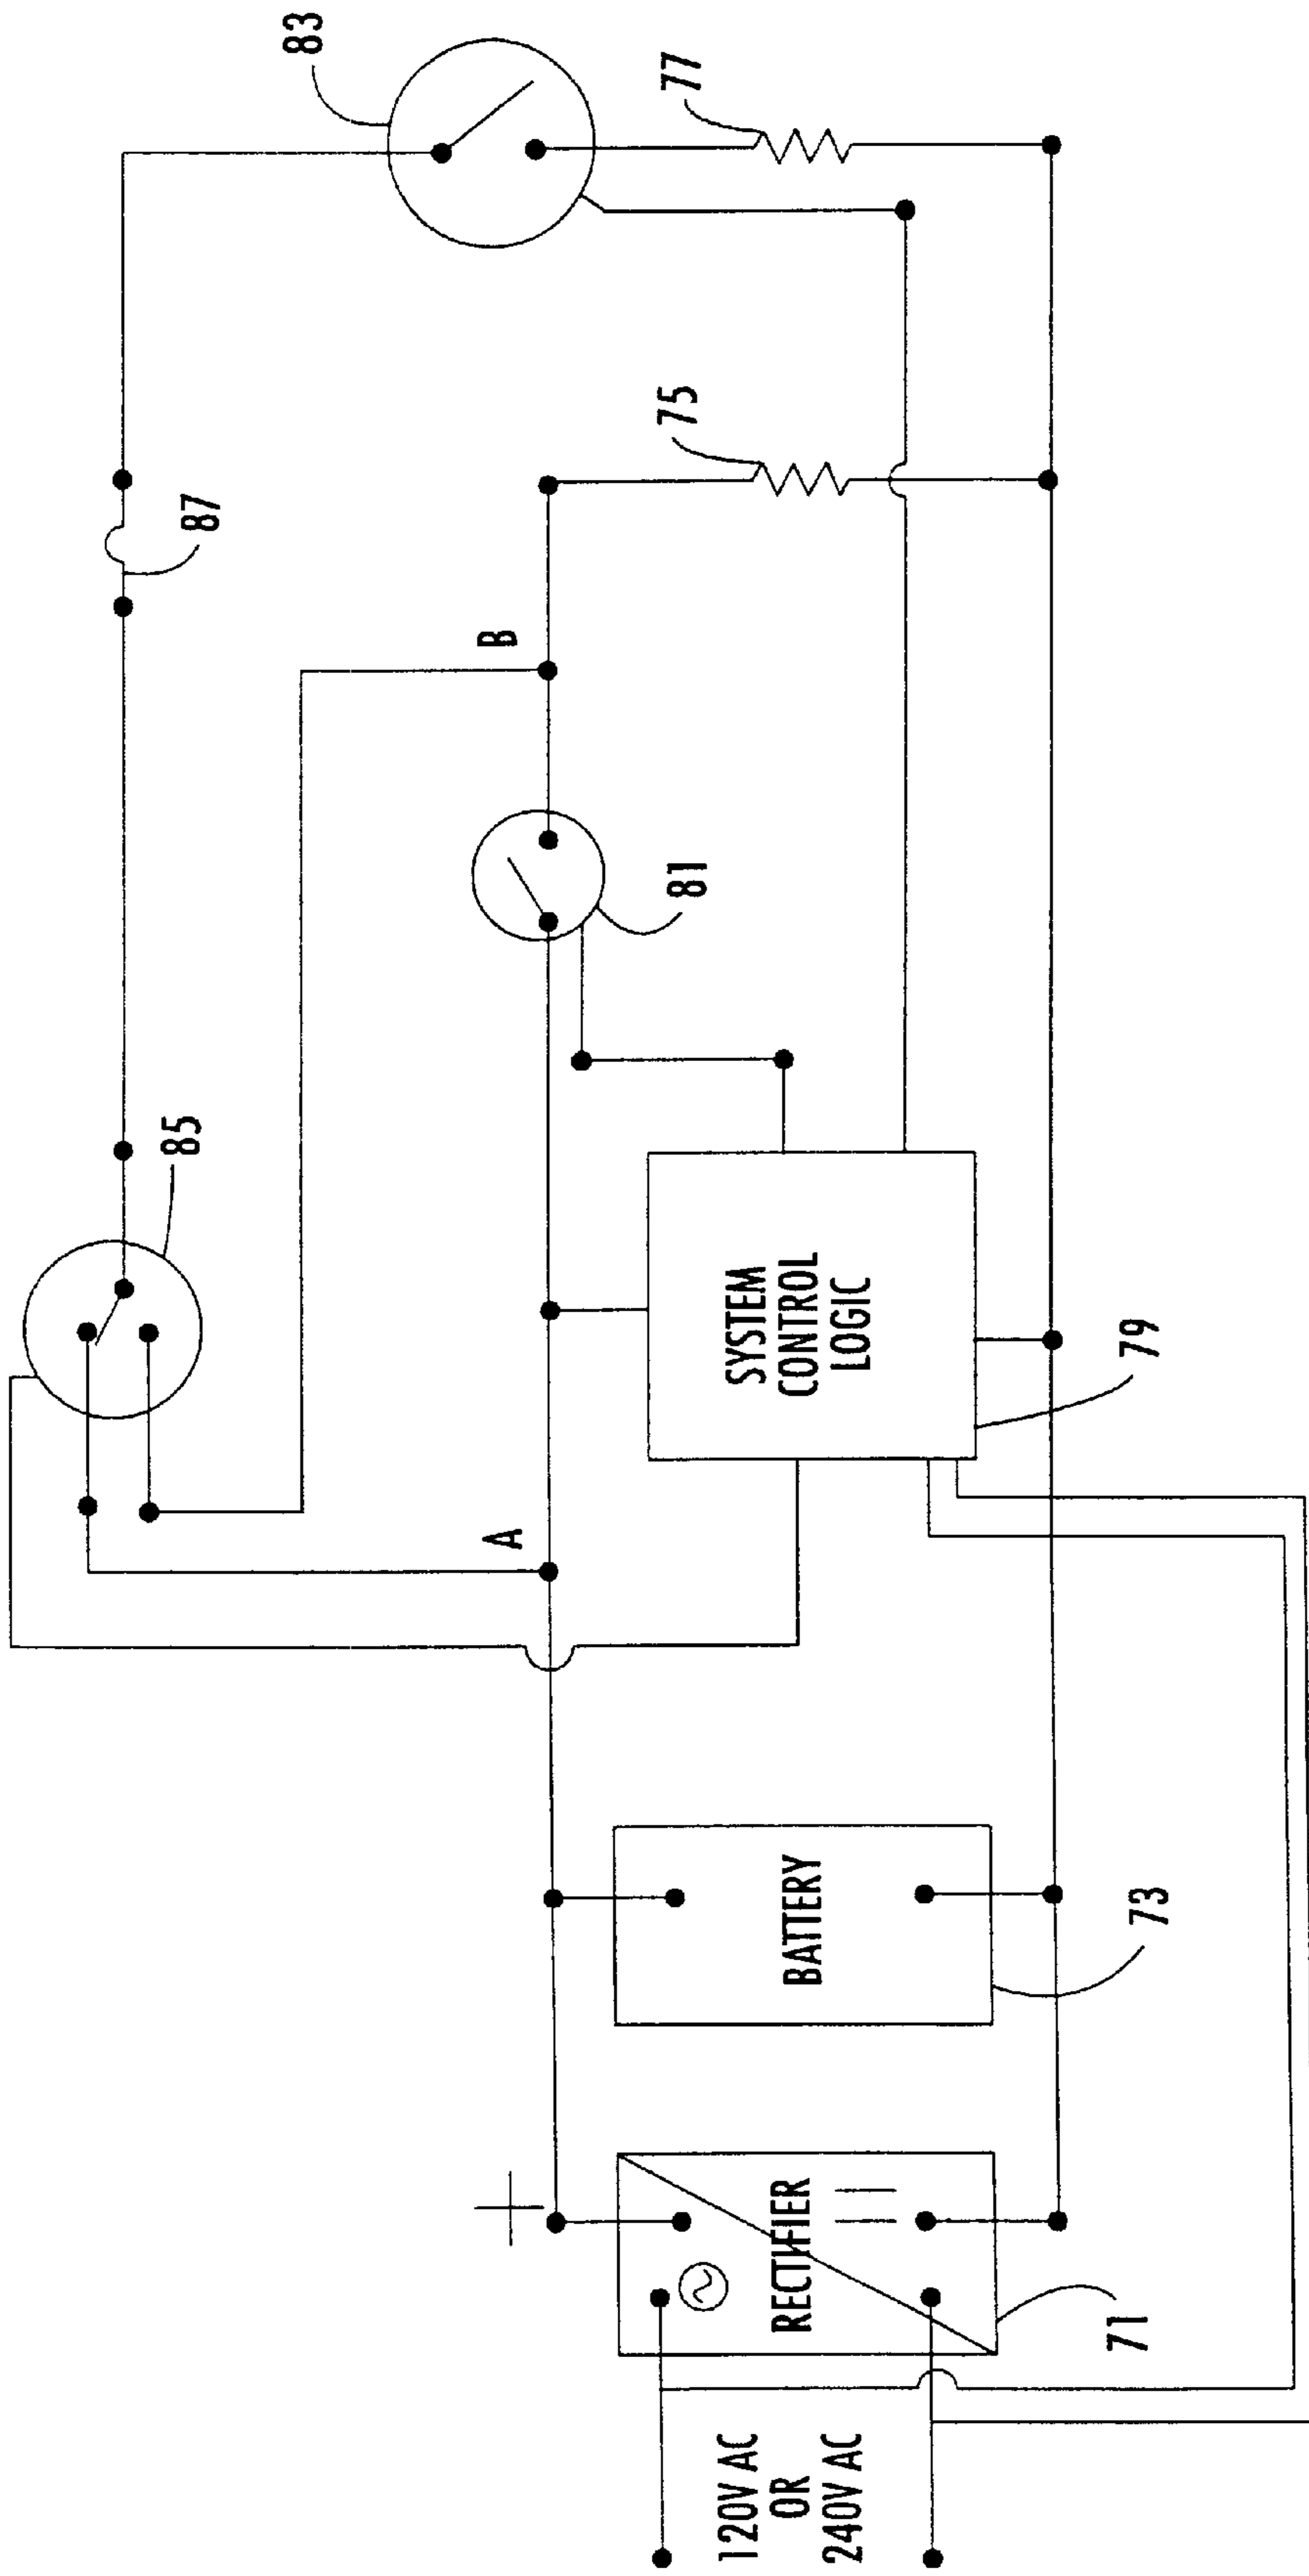 83
77
87
75
B
85
81
A
SYSTEM
CONTROL
LOGIC
79
+
BATTERY
73
RECTIFIER
71
120V AC
OR
240V AC